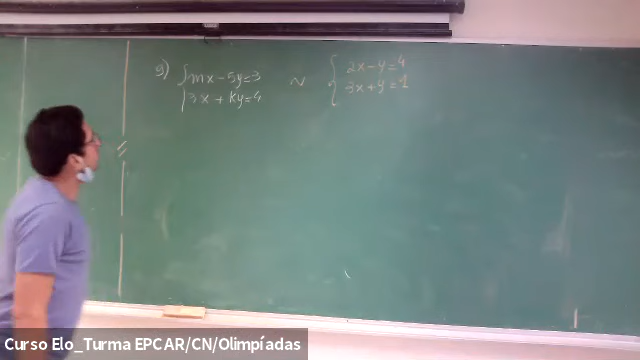 9) { mx - 5y = 3 ~ { 2x - y = 4
3x + ky = 4 3x + y = 1
Curso Elo_Turma EPCAR/CN/Olimpíadas